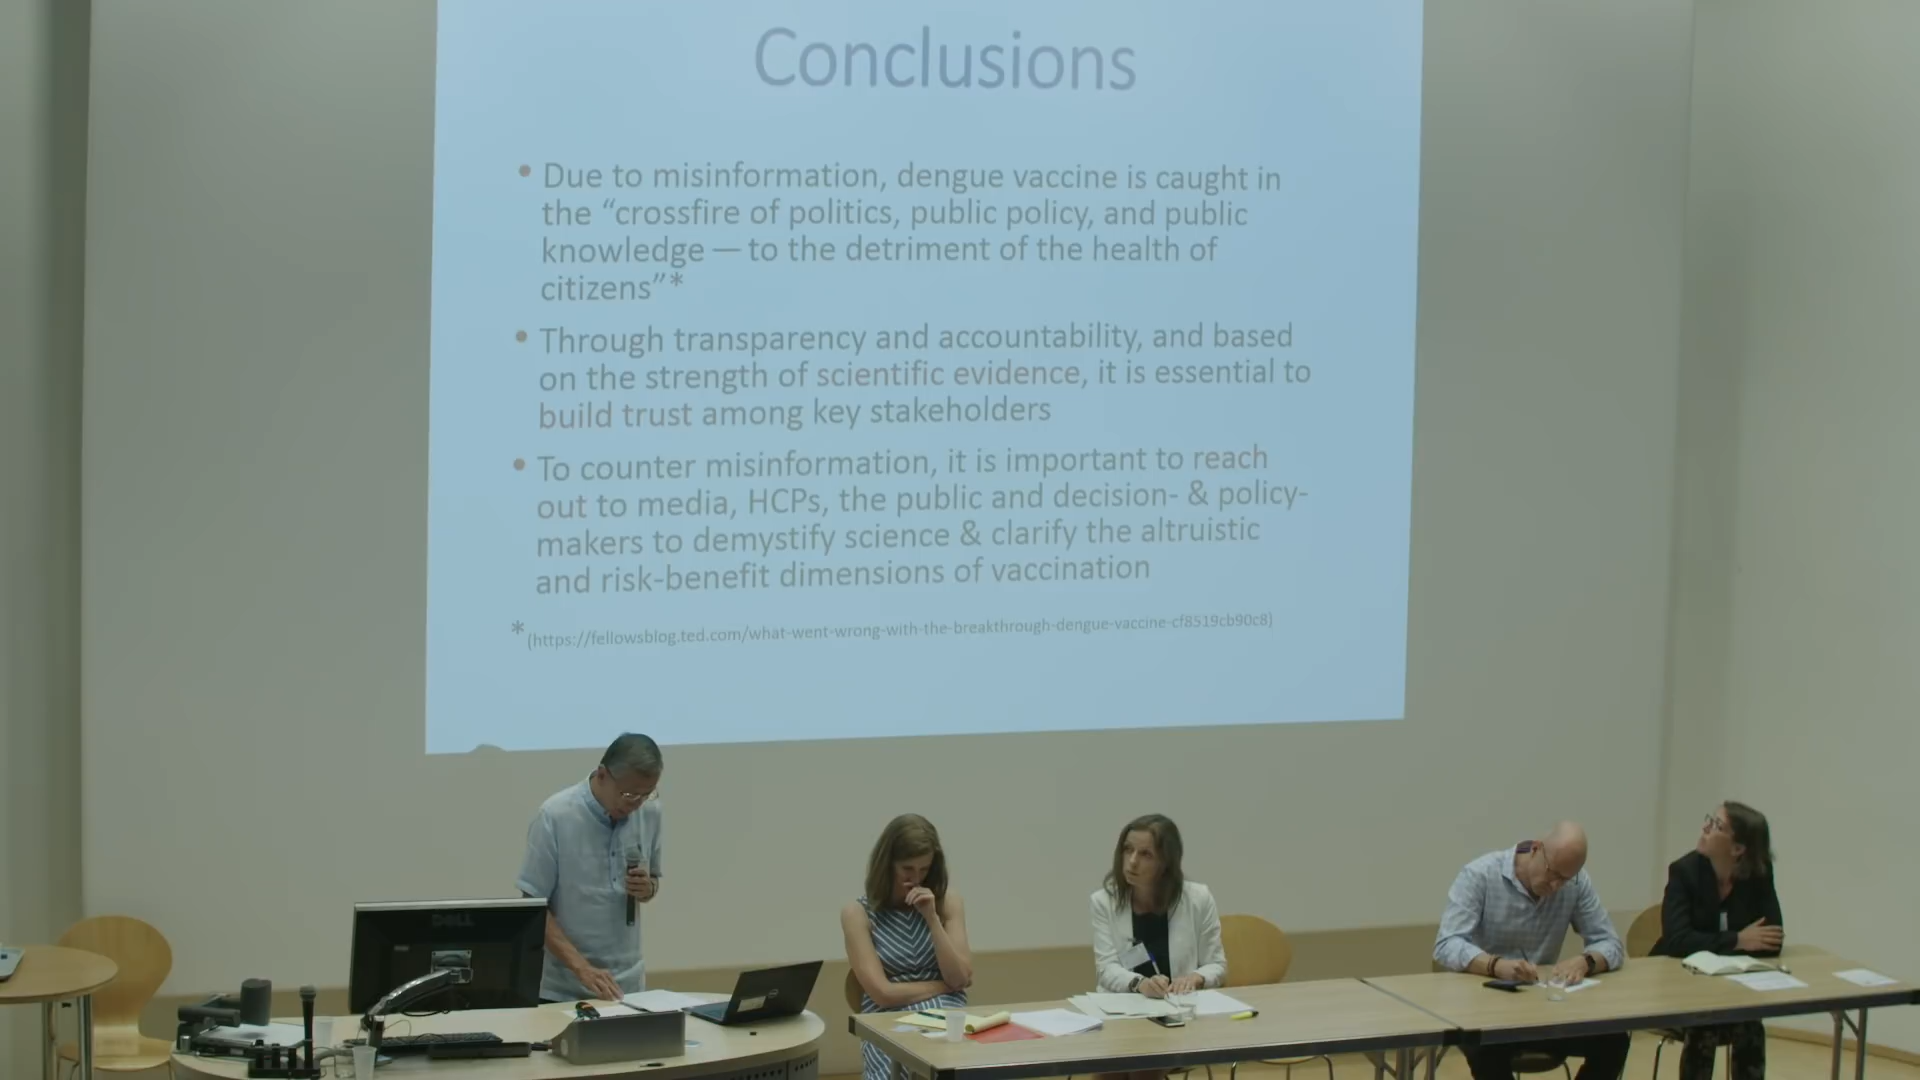 Conclusions
• Due to misinformation, dengue vaccine is caught in
the “crossfire of politics, public policy, and public
knowledge — to the detriment of the health of
citizens”*
• Through transparency and accountability, and based
on the strength of scientific evidence, it is essential to
build trust among key stakeholders
• To counter misinformation, it is important to reach
out to media, HCPs, the public and decision- & policy-
makers to demystify science & clarify the altruistic
and risk-benefit dimensions of vaccination
*(https://fellowsblog.ted.com/what-went-wrong-with-the-breakthrough-dengue-vaccine-cf8519cb90c8)
DELL